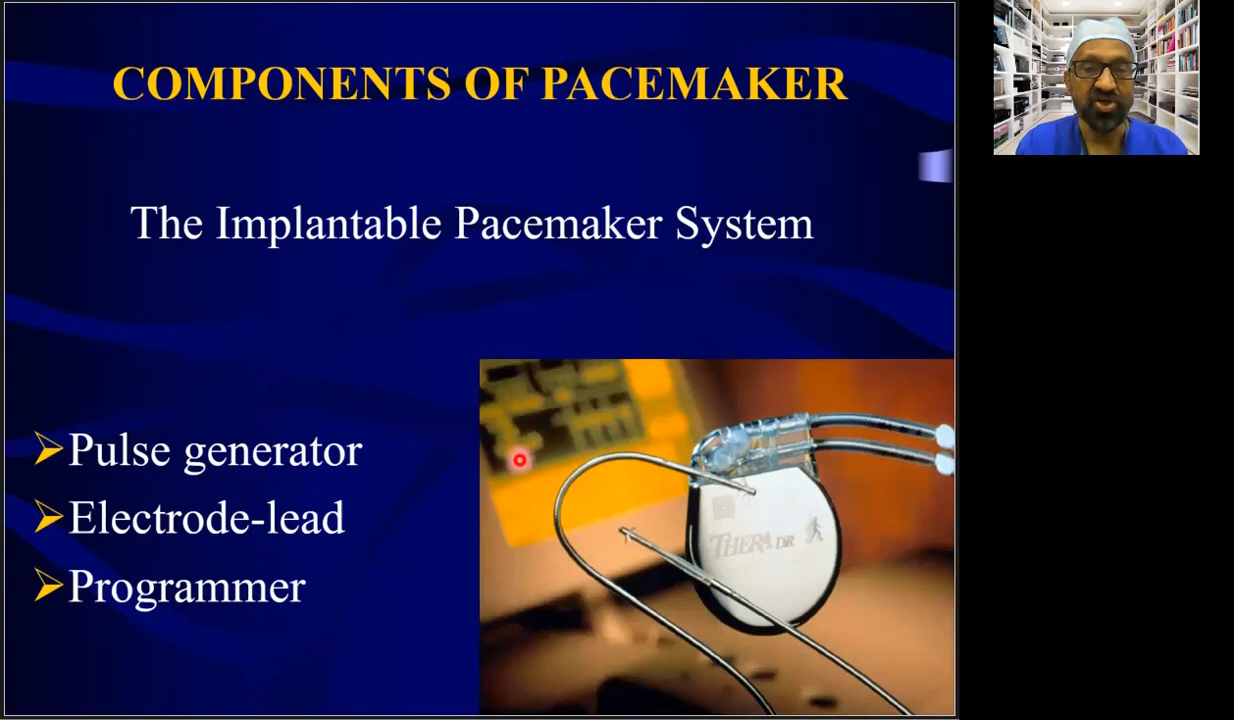 COMPONENTS OF PACEMAKER
The Implantable Pacemaker System
Pulse generator
Electrode-lead
Programmer
THERA DR